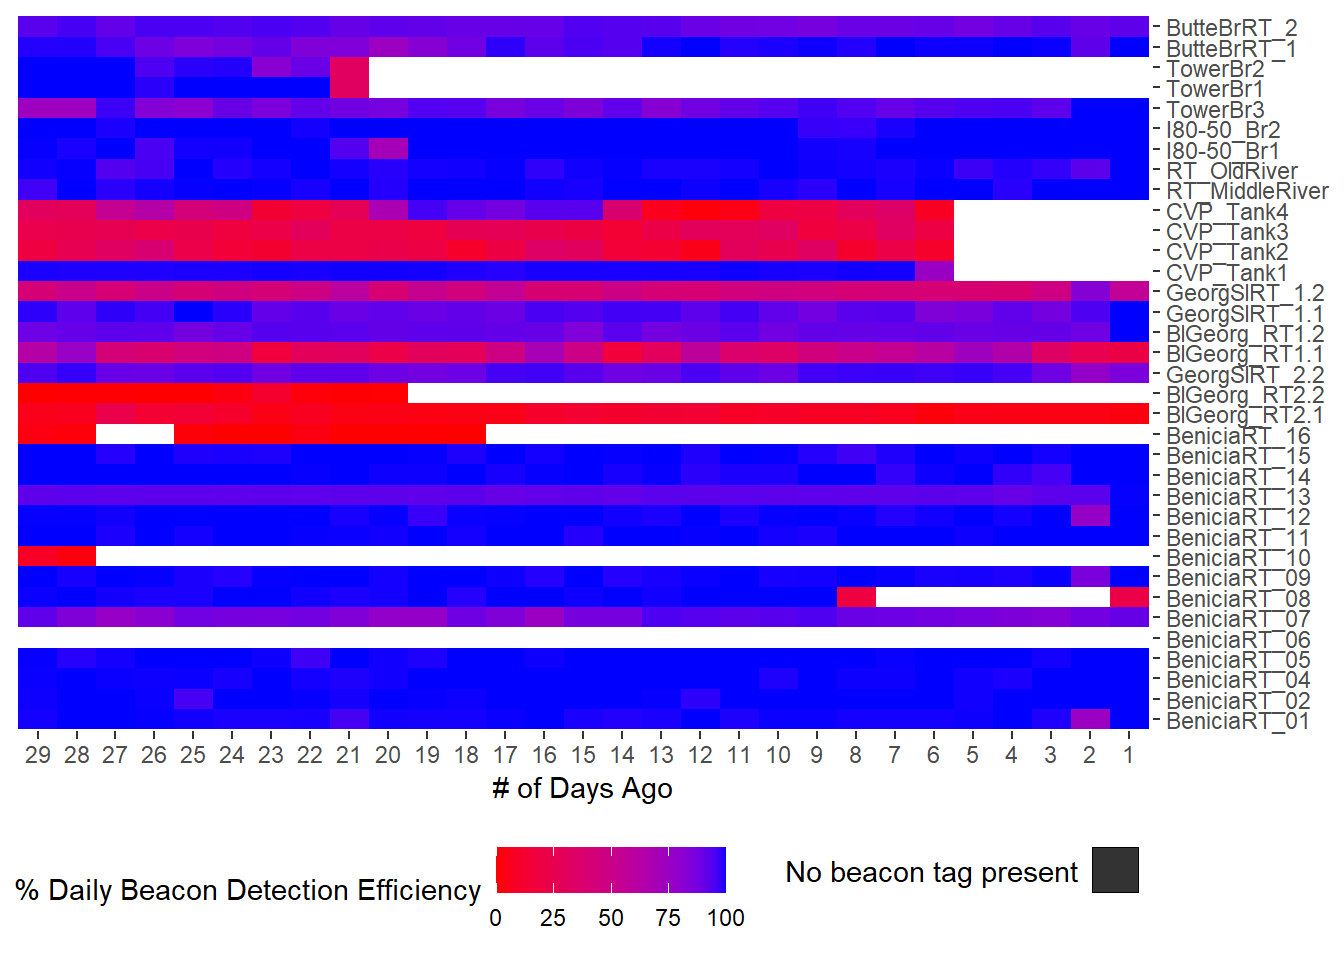 ButteBrRT_2
ButteBrRT_1
TowerBr2
TowerBr1
TowerBr3
I80-50_Br2
I80-50_Br1
RT_OldRiver
RT_MiddleRiver
CVP_Tank4
CVP_Tank3
CVP_Tank2
CVP_Tank1
GeorgSlRT_1.2
GeorgSlRT_1.1
BlGeorg_RT1.2
BlGeorg_RT1.1
GeorgSlRT_2.2
BlGeorg_RT2.2
BlGeorg_RT2.1
BeniciaRT_16
BeniciaRT_15
BeniciaRT_14
BeniciaRT_13
BeniciaRT_12
BeniciaRT_11
BeniciaRT_10
BeniciaRT_09
BeniciaRT_08
BeniciaRT_07
BeniciaRT_06
BeniciaRT_05
BeniciaRT_04
BeniciaRT_02
BeniciaRT_01
29 28 27 26 25 24 23 22 21 20 19 18 17 16 15 14 13 12 11 10 9 8 7 6 5 4 3 2 1
# of Days Ago
% Daily Beacon Detection Efficiency
0 25 50 75 100
No beacon tag present